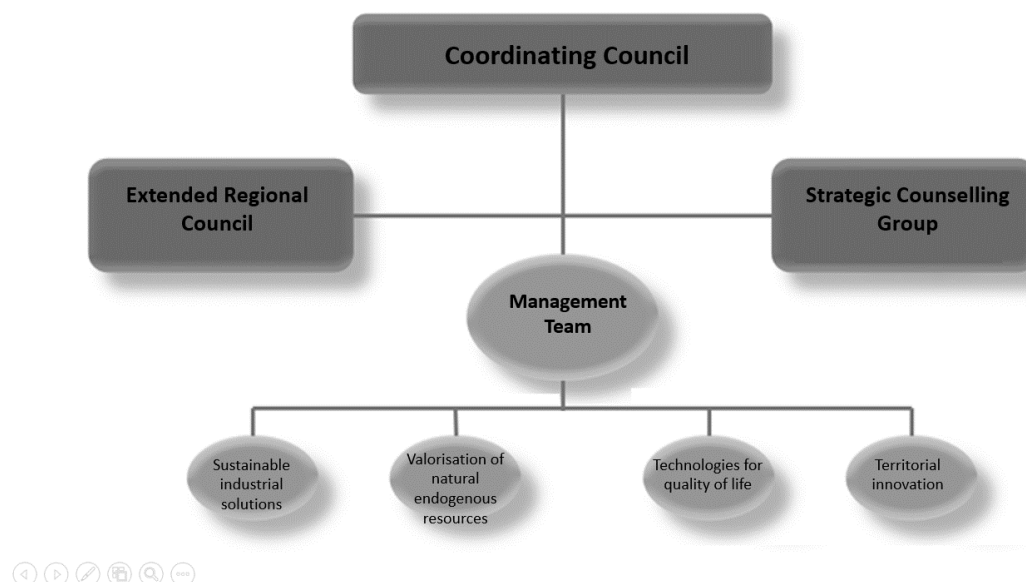 Coordinating Council
Extended Regional
Council
Strategic Counselling
Group
Management
Team
Sustainable
industrial
solutions
Valorisation of
natural
endogenous
resources
Technologies for
quality of life
Territorial
innovation